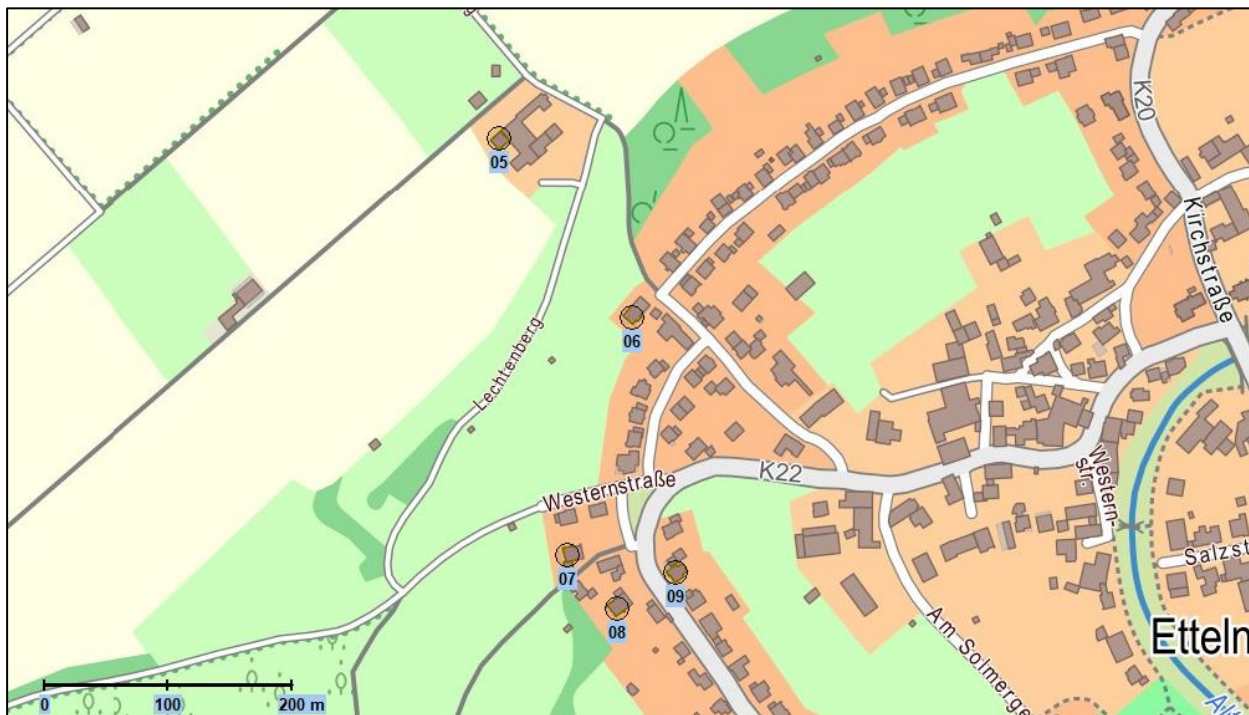 K20
Kirchstraße
05
06
Lechtenberg
Westernstraße
K22
Western-
str.
Salzst
07
09
08
Am Solmerge
Etteln
Alt
0
100
200 m